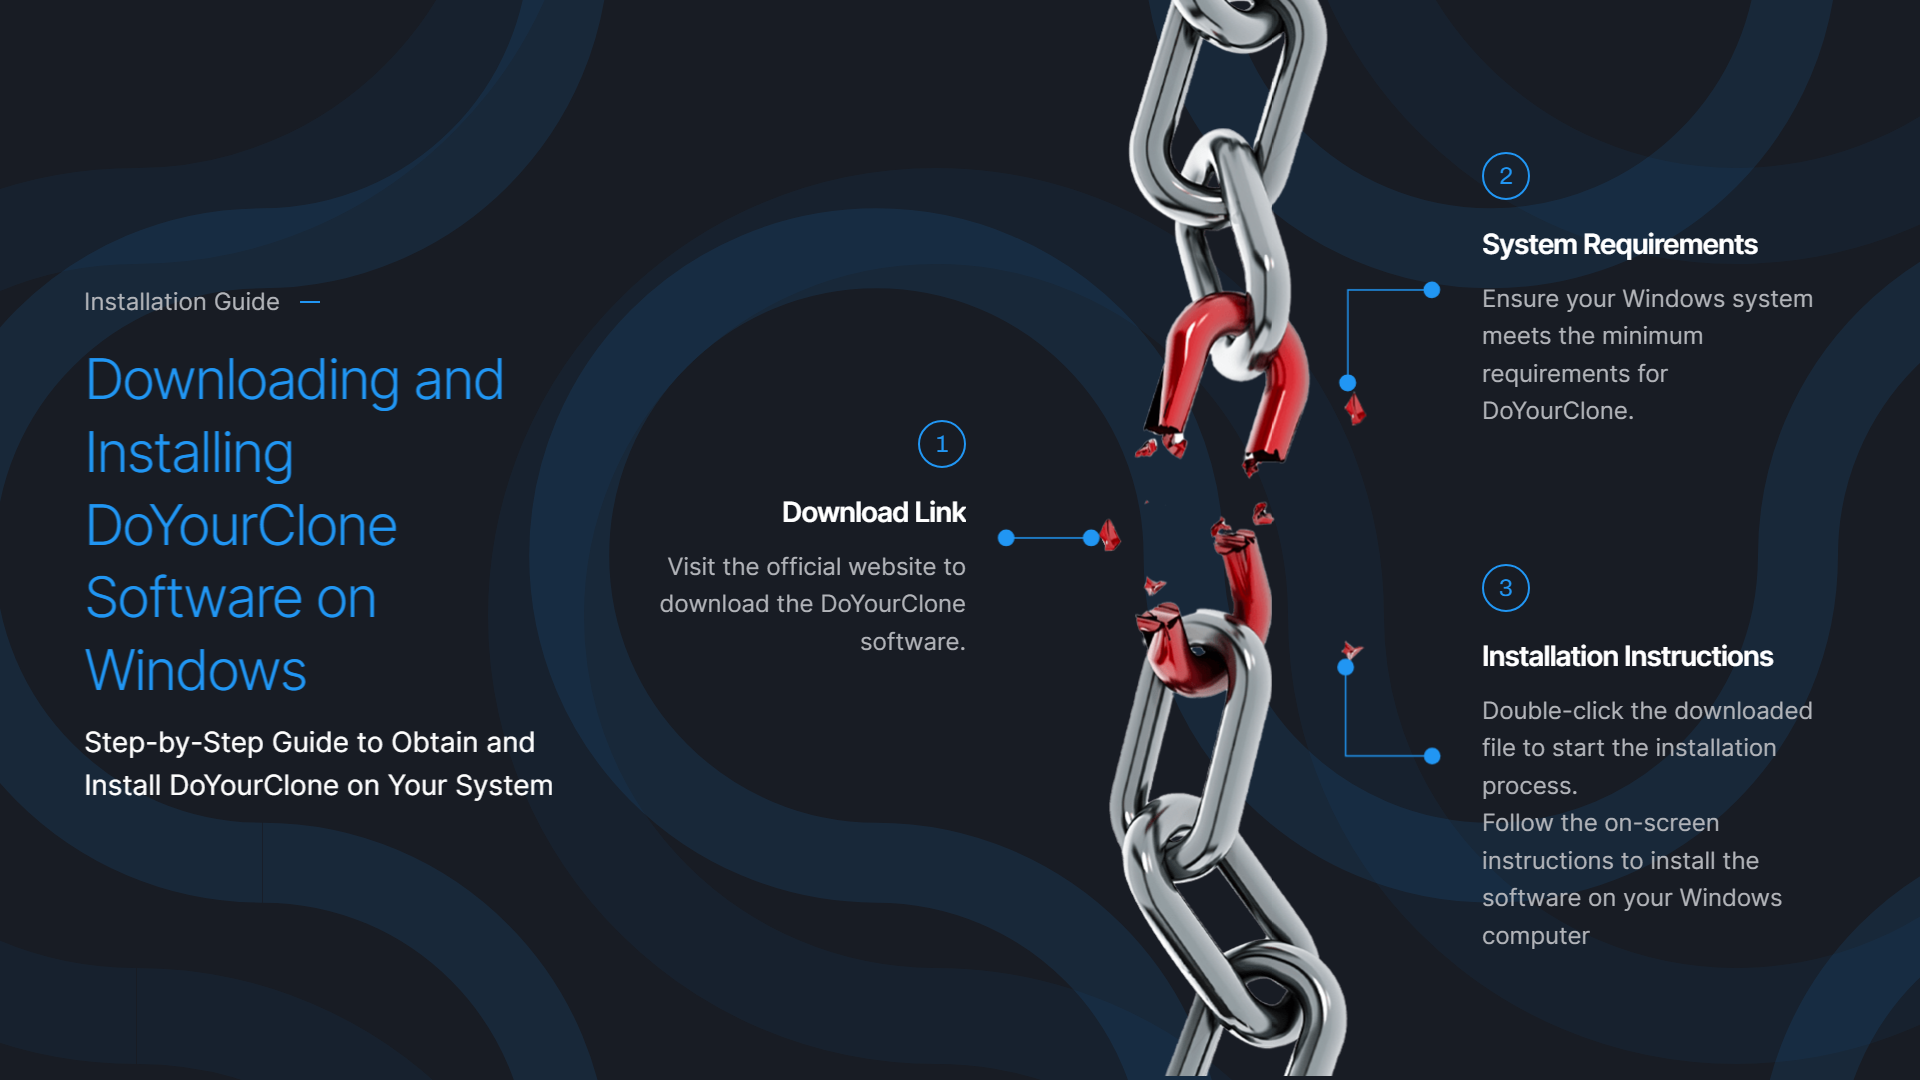 Installation Guide
Downloading and
Installing
DoYourClone
Software on
Windows
Step-by-Step Guide to Obtain and
Install DoYourClone on Your System
1
Download Link
Visit the official website to
download the DoYourClone
software.
2
System Requirements
Ensure your Windows system
meets the minimum
requirements for
DoYourClone.
3
Installation Instructions
Double-click the downloaded
file to start the installation
process.
Follow the on-screen
instructions to install the
software on your Windows
computer